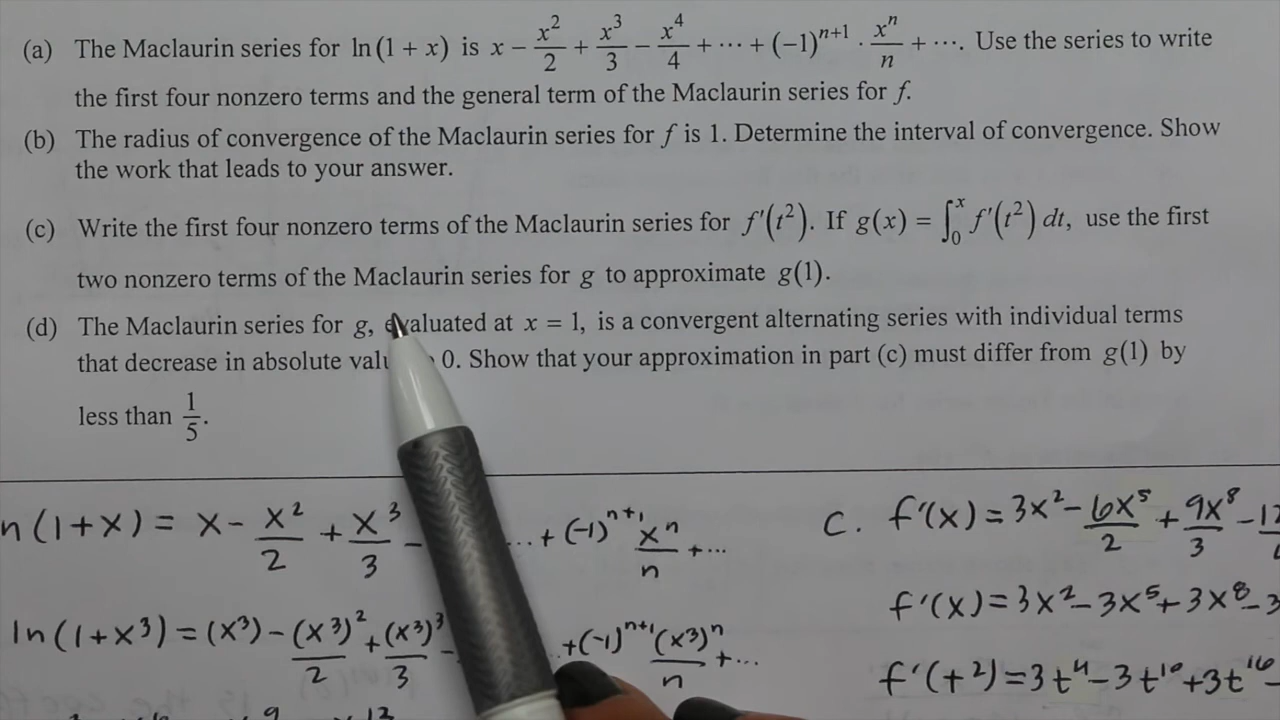 (a) The Maclaurin series for ln(1 + x) is x − x²/2 + x³/3 − x⁴/4 + ··· + (−1)ⁿ⁺¹ · xⁿ/n + ···. Use the series to write
the first four nonzero terms and the general term of the Maclaurin series for f.
(b) The radius of convergence of the Maclaurin series for f is 1. Determine the interval of convergence. Show
the work that leads to your answer.
(c) Write the first four nonzero terms of the Maclaurin series for f′(t²). If g(x) = ∫₀ˣ f′(t²) dt, use the first
two nonzero terms of the Maclaurin series for g to approximate g(1).
(d) The Maclaurin series for g, evaluated at x = 1, is a convergent alternating series with individual terms
that decrease in absolute 0. Show that your approximation in part (c) must differ from g(1) by
less than 1/5.
n(1+x) = x − x²/2 + x³/3 − ... + (−1)ⁿ⁺¹ xⁿ/n + ...
ln(1+x³) = (x³) − (x³)²/2 + (x³)³/3 − ... + (−1)ⁿ⁺¹ (x³)ⁿ/n + ...
C. f'(x) = 3x² − 6x⁵/2 + 9x⁸/3 −
f'(x) = 3x² − 3x⁵ + 3x⁸ − 3
f'(t²) = 3t⁴ − 3t¹⁰ + 3t¹⁶ −